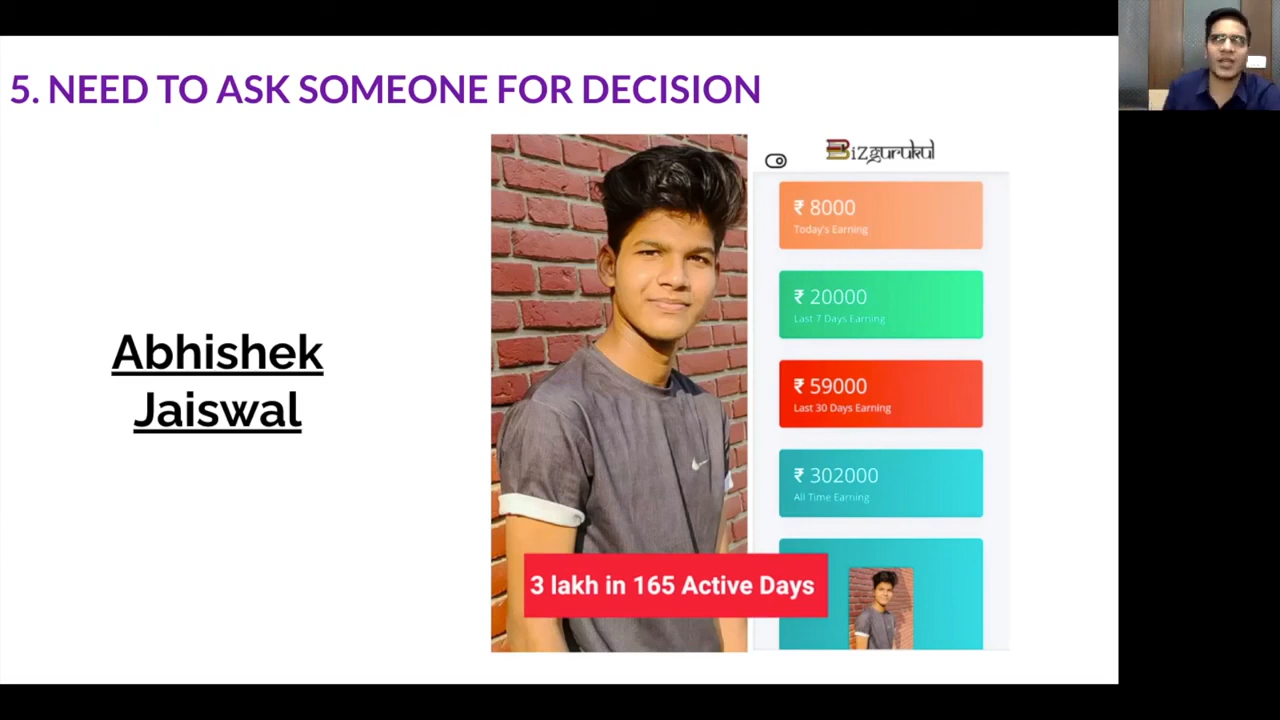 5. NEED TO ASK SOMEONE FOR DECISION
Abhishek
Jaiswal
Bizgurukul
₹ 8000
Today's Earning
₹ 20000
Last 7 Days Earning
₹ 59000
Last 30 Days Earning
₹ 302000
All Time Earning
3 lakh in 165 Active Days